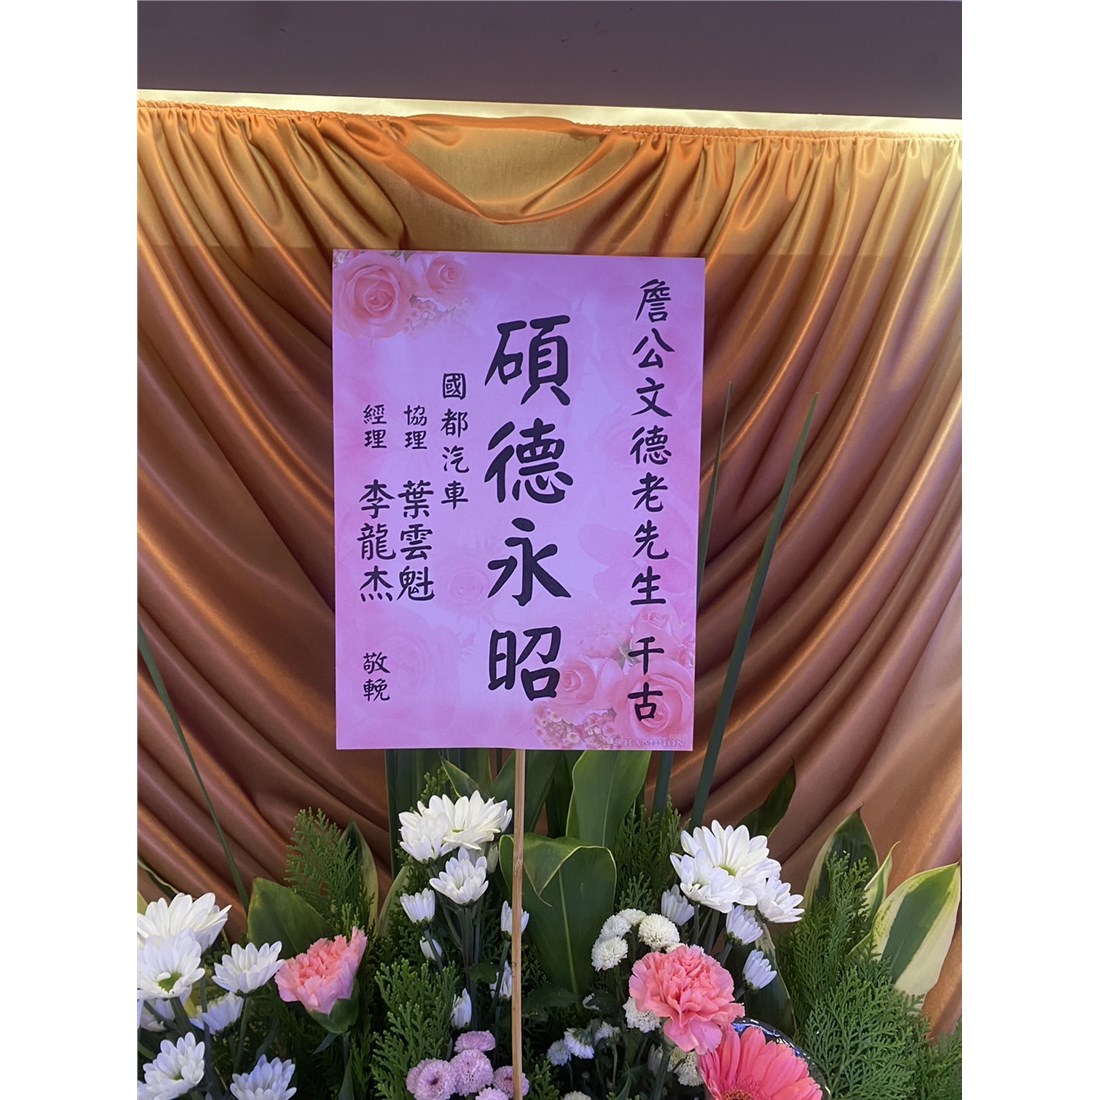 詹公文德老先生 千古
碩德永昭
國都汽車
協理 葉雲魁
經理 李龍杰 敬輓